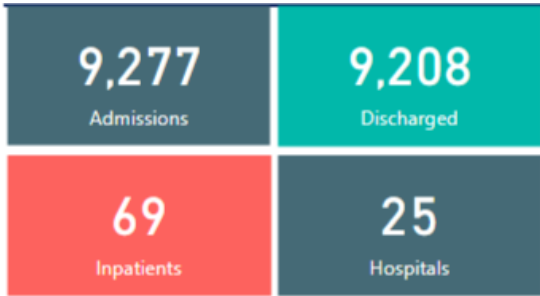 9,277
Admissions
9,208
Discharged
69
Inpatients
25
Hospitals